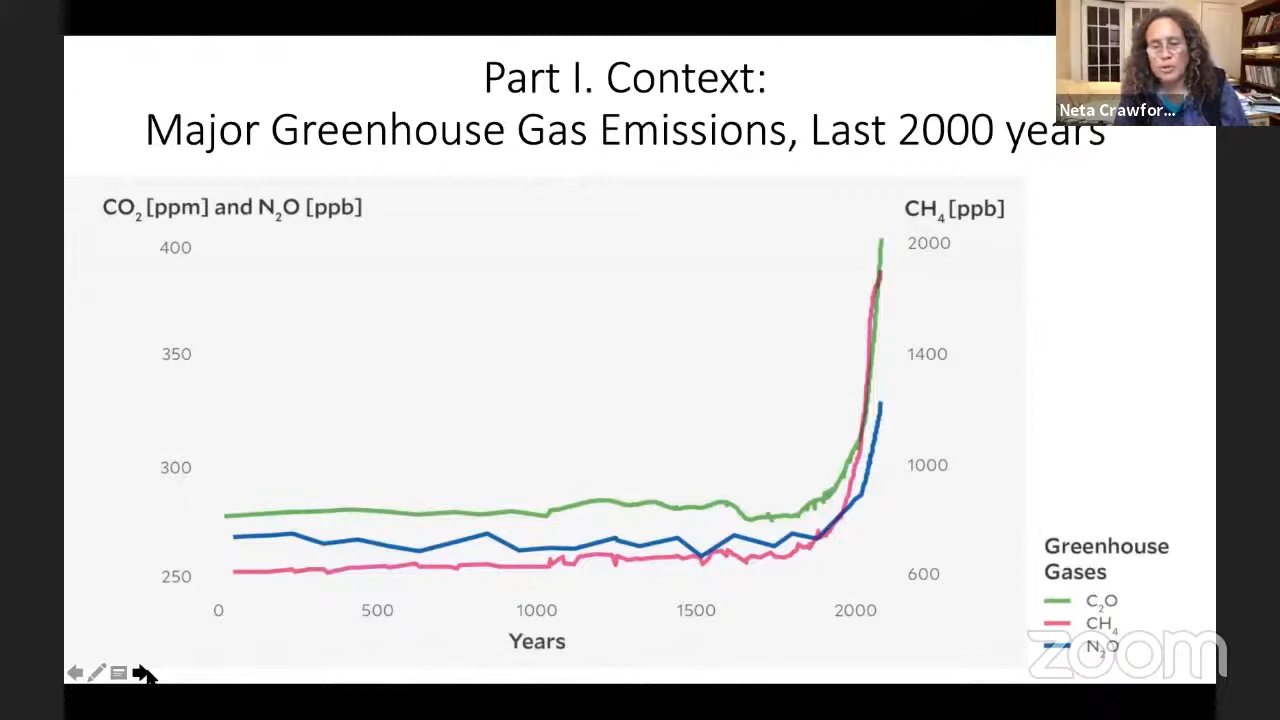 Part I. Context:
Major Greenhouse Gas Emissions, Last 2000 years
Neta Crawfor...
CO₂ [ppm] and N₂O [ppb]
CH₄ [ppb]
400
350
300
250
2000
1400
1000
600
0 500 1000 1500 2000
Years
Greenhouse
Gases
C₂O
CH₄
N₂O
zoom